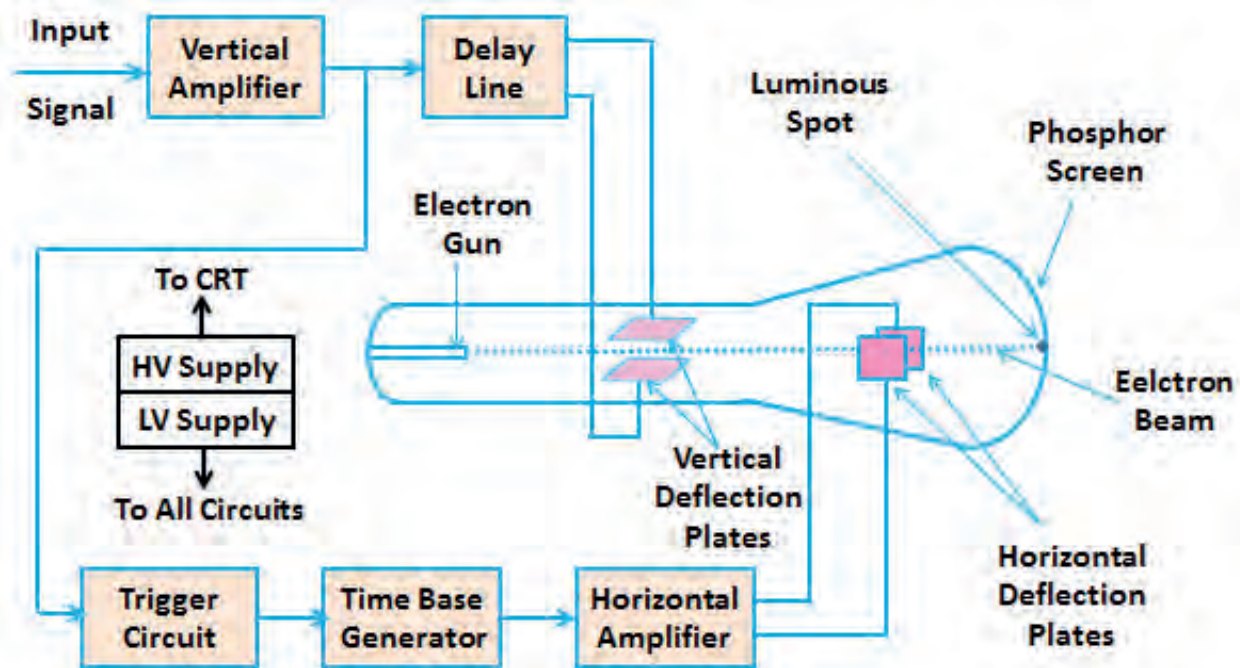 Input
Signal
Vertical
Amplifier
Delay
Line
Luminous
Spot
Phosphor
Screen
Electron
Gun
To CRT
HV Supply
LV Supply
To All Circuits
Eelctron
Beam
Vertical
Deflection
Plates
Horizontal
Deflection
Plates
Trigger
Circuit
Time Base
Generator
Horizontal
Amplifier